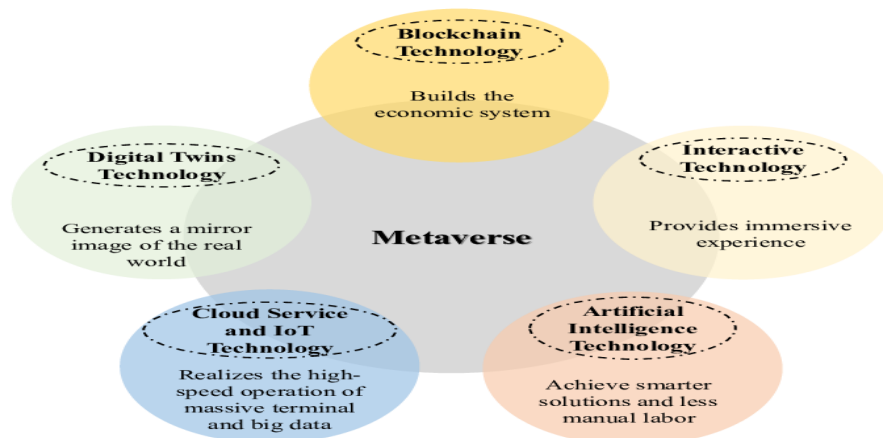 Blockchain
Technology
Builds the
economic system
Digital Twins
Technology
Generates a mirror
image of the real
world
Interactive
Technology
Provides immersive
experience
Metaverse
Cloud Service
and IoT
Technology
Realizes the high-
speed operation of
massive terminal
and big data
Artificial
Intelligence
Technology
Achieve smarter
solutions and less
manual labor